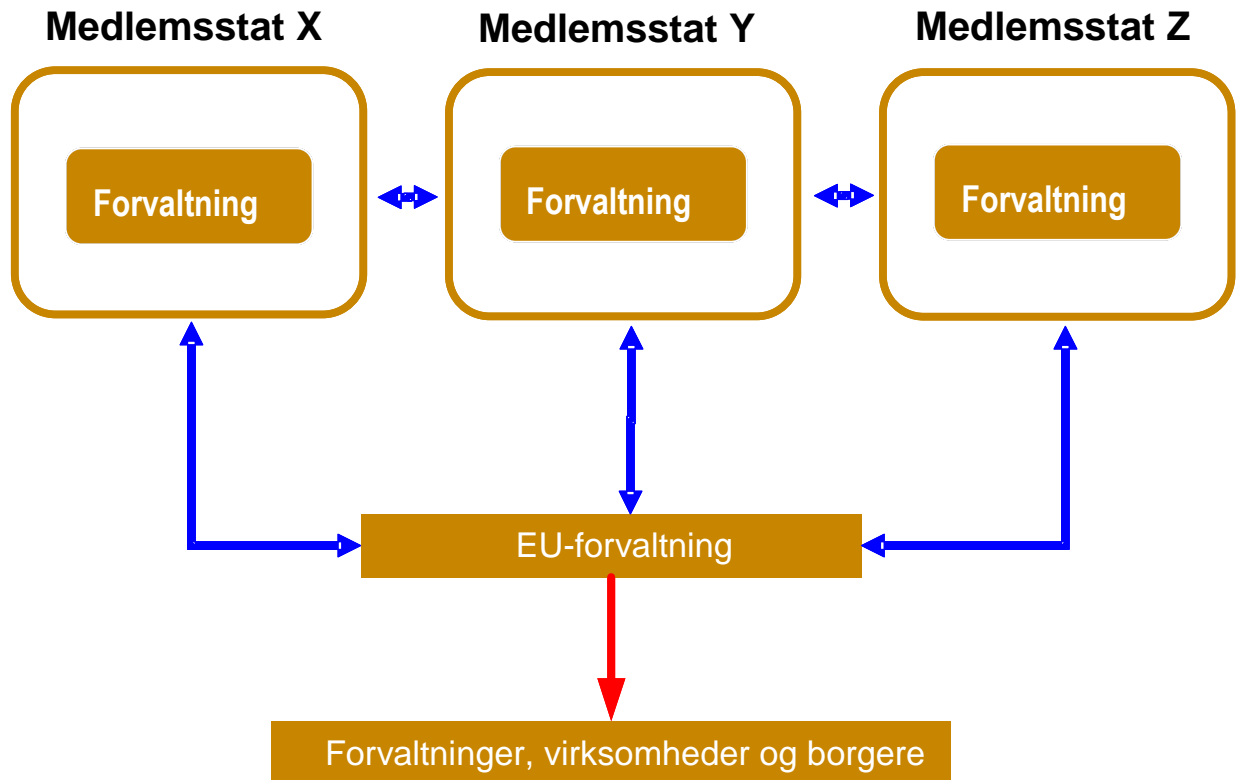 Medlemsstat X
Medlemsstat Y
Medlemsstat Z
Forvaltning
Forvaltning
Forvaltning
EU-forvaltning
Forvaltninger, virksomheder og borgere